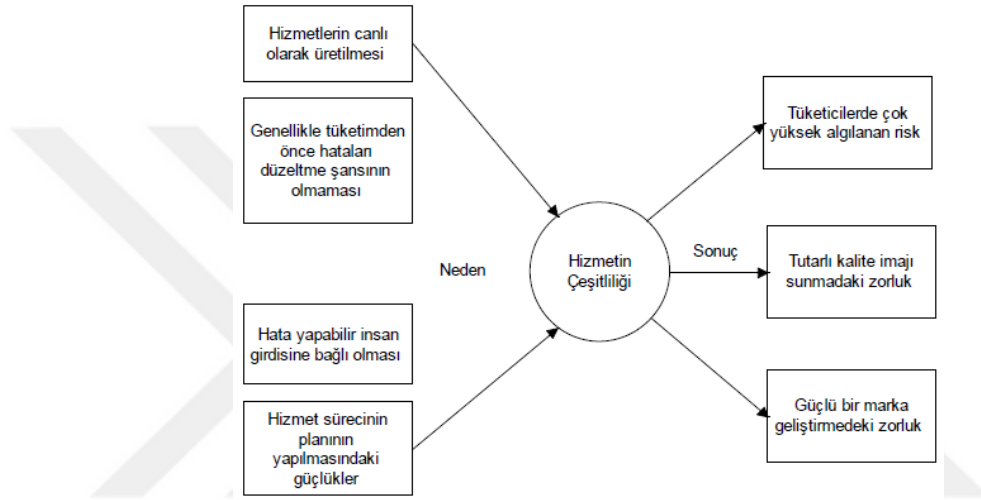 Hizmetlerin canlı
olarak üretilmesi
Genellikle tüketimden
önce hataları
düzeltme şansının
olmaması
Neden
Hata yapabilir insan
girdisine bağlı olması
Hizmet sürecinin
planının
yapılmasındaki
güçlükler
Hizmetin
Çeşitliliği
Sonuç
Tüketicilerde çok
yüksek algılanan risk
Tutarlı kalite imajı
sunmadaki zorluk
Güçlü bir marka
geliştirmedeki zorluk